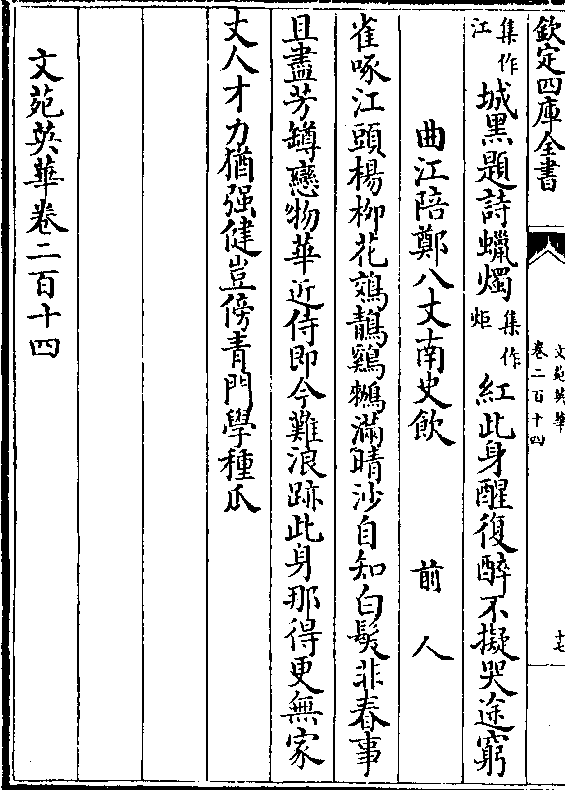 欽定四庫全書
文苑英華
卷二百十四
十七
集作江城黒題詩蠟燭集作炬紅此身醒復醉不擬哭途窮
曲江陪鄭八丈南史飲 前人
雀啄江頭楊柳花鵁鶄鸂鶒滿晴沙自知白髮非春事
且盡芳罇戀物華近侍即今難浪跡此身那得更無家
丈人才力猶强健豈傍青門學種瓜
文苑英華卷二百十四